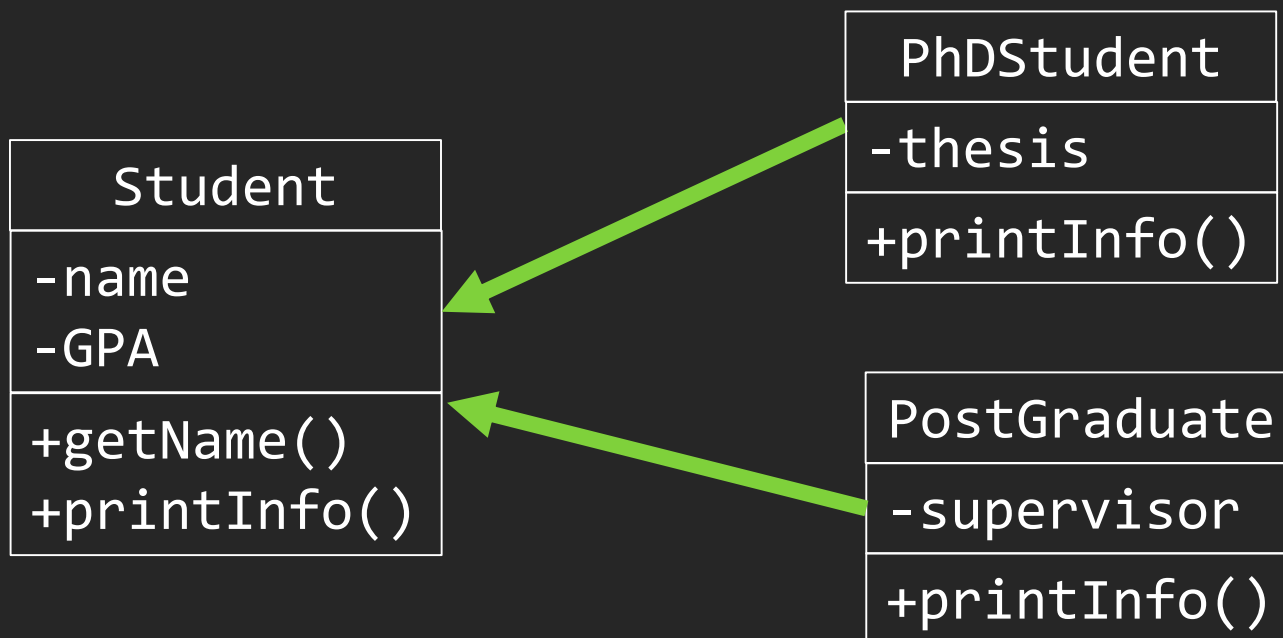 Student
-name
-GPA
+getName()
+printInfo()
PhDStudent
-thesis
+printInfo()
PostGraduate
-supervisor
+printInfo()